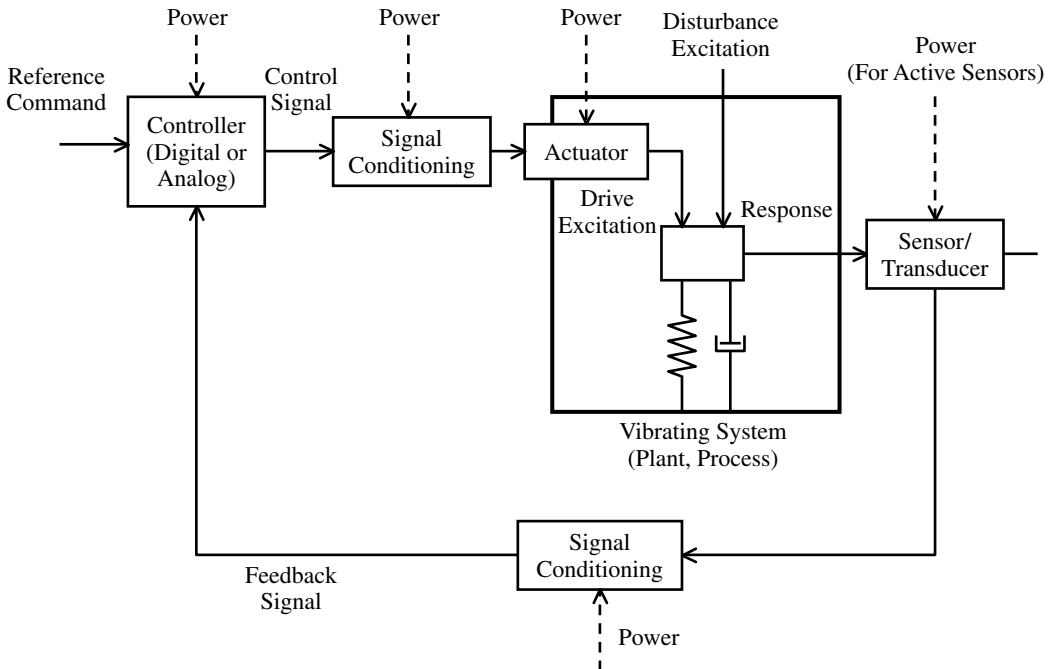 Power
Power
Power
Disturbance
Excitation
Power
(For Active Sensors)
Reference
Command
Control
Signal
Controller
(Digital or
Analog)
Signal
Conditioning
Actuator
Drive
Excitation
Response
Sensor/
Transducer
Vibrating System
(Plant, Process)
Signal
Conditioning
Feedback
Signal
Power